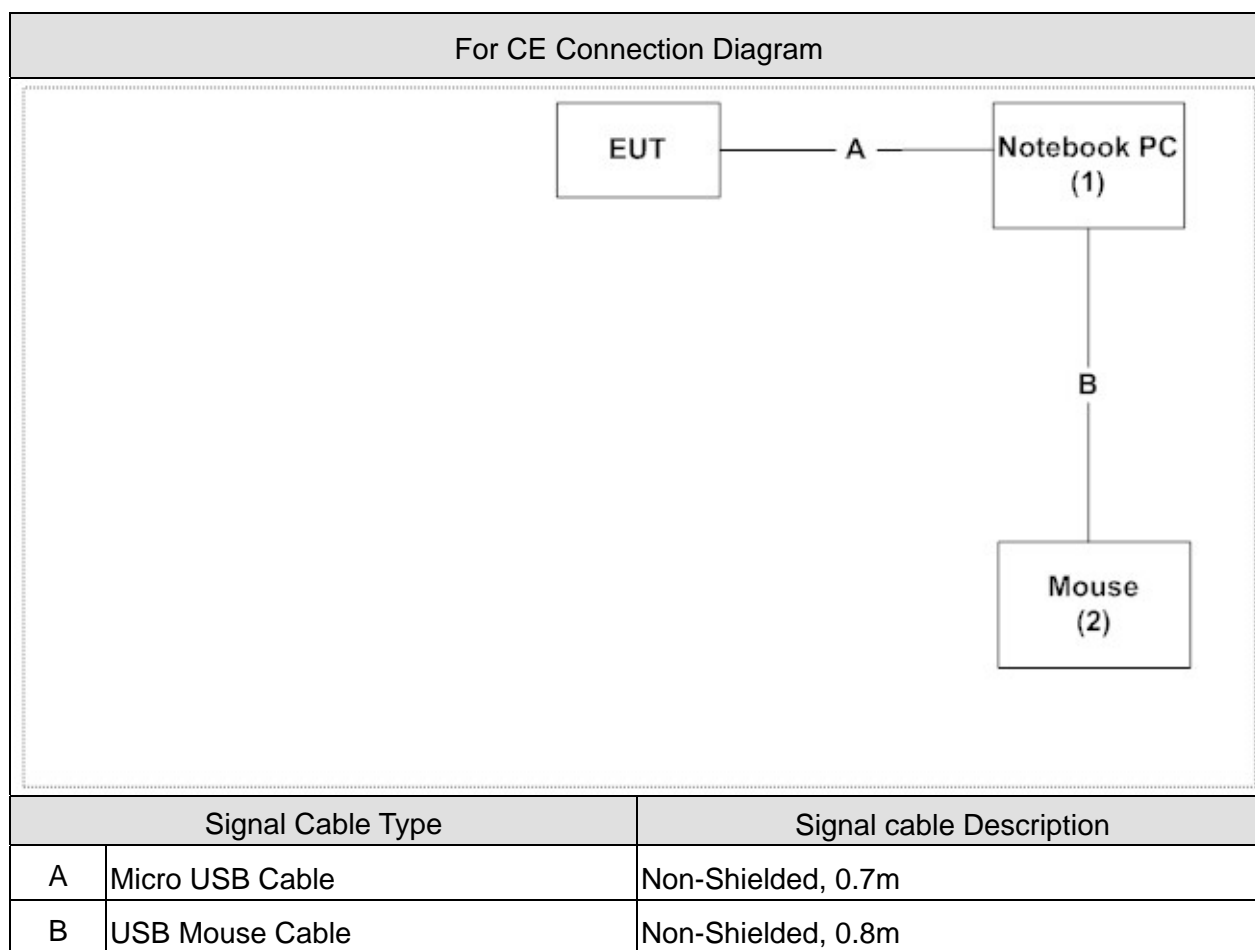 For CE Connection Diagram
EUT
A
Notebook PC
(1)
B
Mouse
(2)
Signal Cable Type Signal cable Description
A Micro USB Cable Non-Shielded, 0.7m
B USB Mouse Cable Non-Shielded, 0.8m